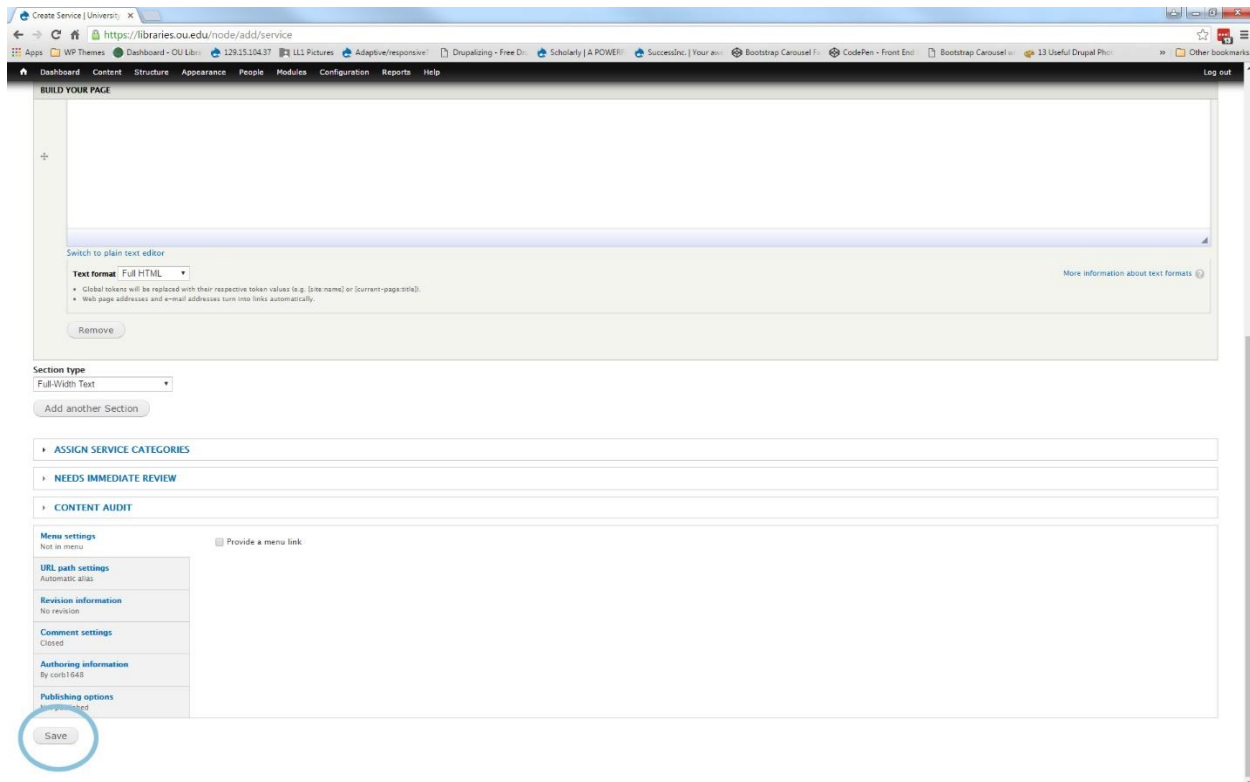 Create Service | University
https://libraries.ou.edu/node/add/service
Apps WP Themes Dashboard - OU Libra 129.15.104.37 LL1 Pictures Adaptive/responsive Drupalizing - Free Dr Scholarly | A POWERF SuccessInc. | Your aw Bootstrap Carousel F CodePen - Front End Bootstrap Carousel 13 Useful Drupal Phot » Other bookmarks
Dashboard Content Structure Appearance People Modules Configuration Reports Help Log out
BUILD YOUR PAGE
Switch to plain text editor
Text format Full HTML More information about text formats
Global tokens will be replaced with their respective token values (e.g. [site:name] or [current-page:title]).
Web page addresses and e-mail addresses turn into links automatically.
Remove
Section type
Full-Width Text
Add another Section
ASSIGN SERVICE CATEGORIES
NEEDS IMMEDIATE REVIEW
CONTENT AUDIT
Menu settings
Not in menu
Provide a menu link
URL path settings
Automatic alias
Revision information
No revision
Comment settings
Closed
Authoring information
By corb1648
Publishing options
Not published
Save